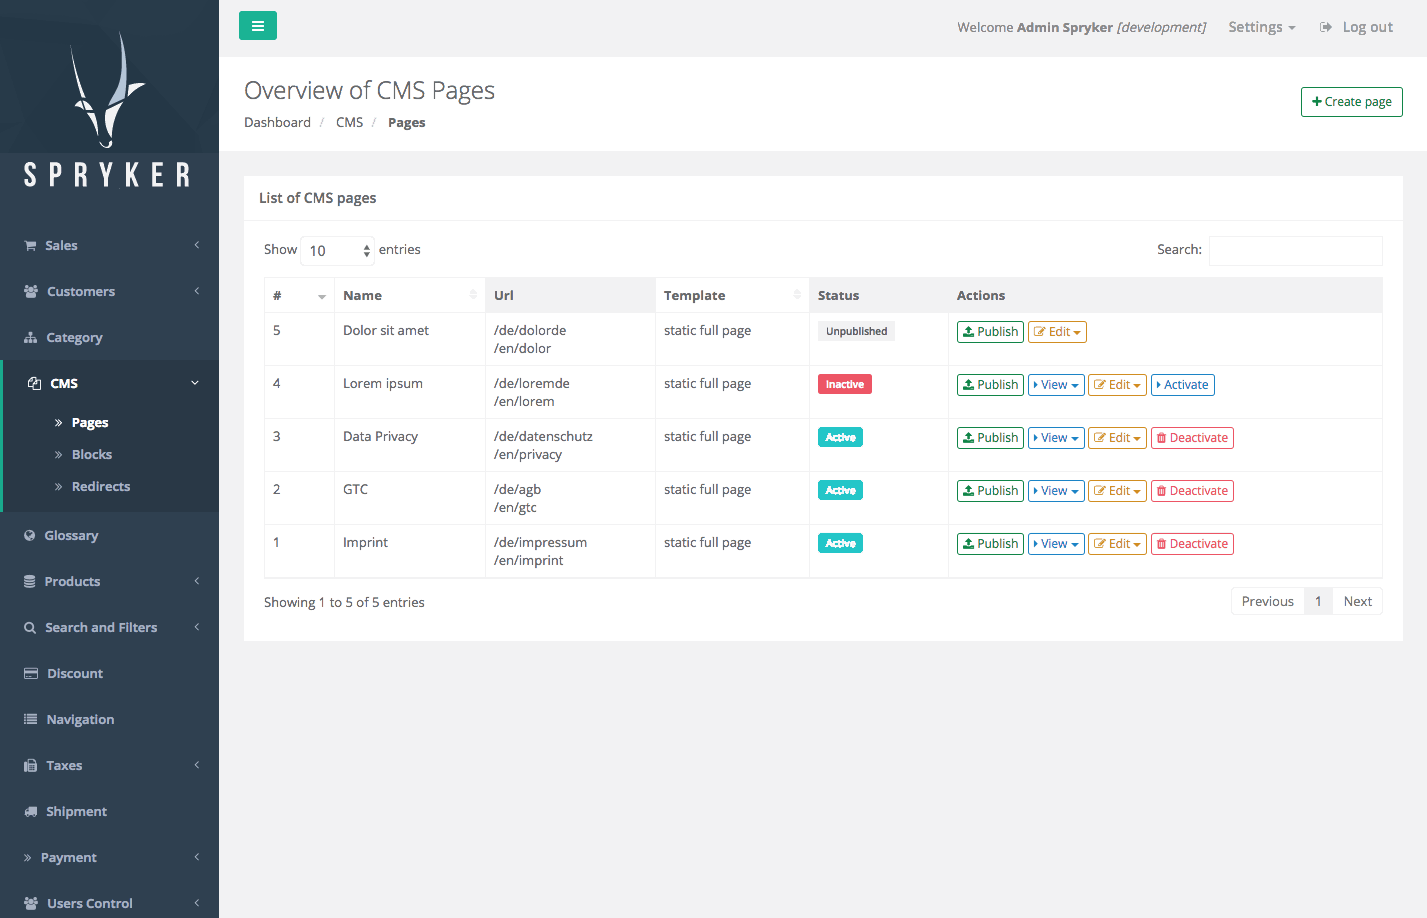 SPRYKER
Sales
Customers
Category
CMS
Pages
Blocks
Redirects
Glossary
Products
Search and Filters
Discount
Navigation
Taxes
Shipment
Payment
Users Control
Welcome Admin Spryker [development]
Settings
Log out
Overview of CMS Pages
Dashboard / CMS / Pages
Create page
List of CMS pages
Show 10 entries
Search:
# Name Url Template Status Actions
5 Dolor sit amet /de/dolorde static full page Unpublished Publish Edit
/en/dolor
4 Lorem ipsum /de/loremde static full page Inactive Publish View Edit Activate
/en/lorem
3 Data Privacy /de/datenschutz static full page Active Publish View Edit Deactivate
/en/privacy
2 GTC /de/agb static full page Active Publish View Edit Deactivate
/en/gtc
1 Imprint /de/impressum static full page Active Publish View Edit Deactivate
/en/imprint
Showing 1 to 5 of 5 entries
Previous 1 Next